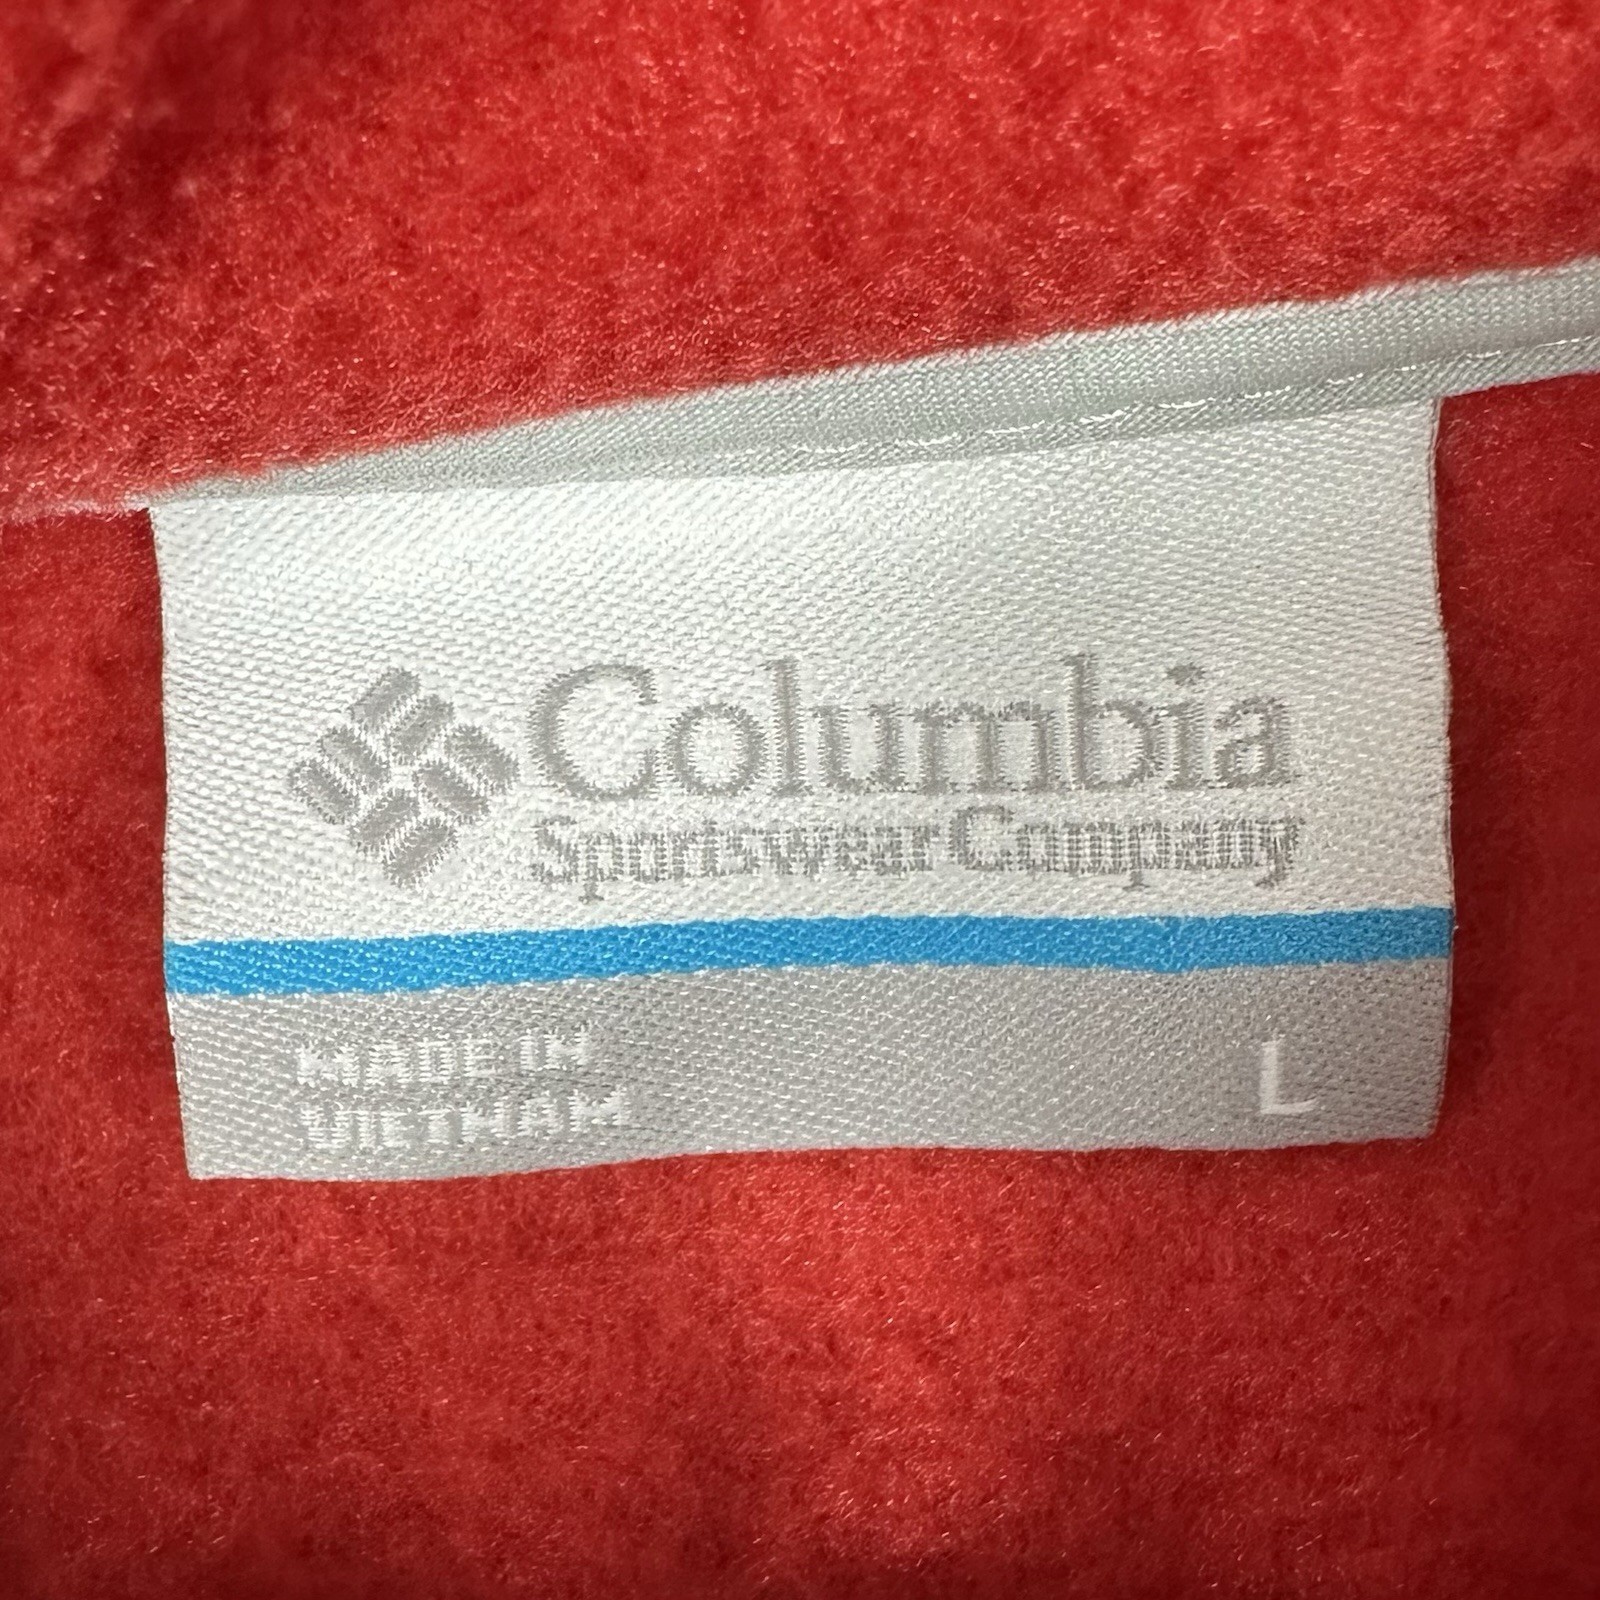 Columbia
Sportswear Company
MADE IN
VIETNAM
L